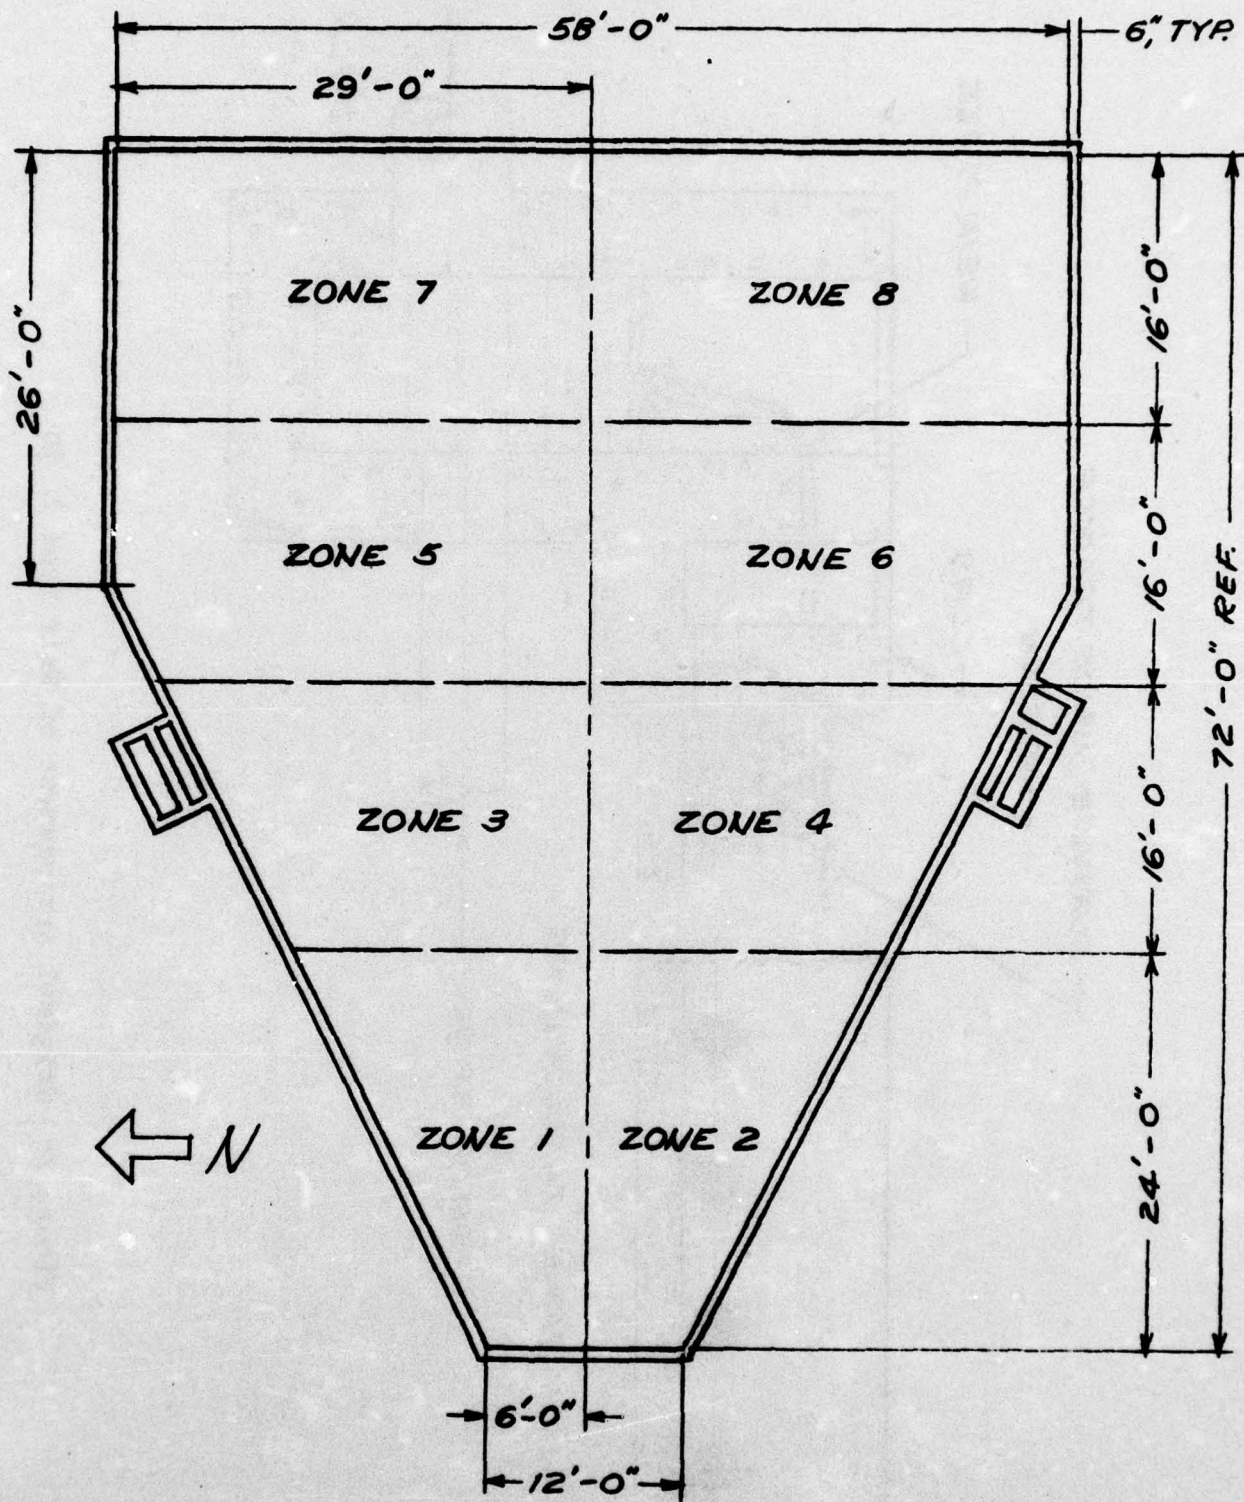 58'-0"
6", TYP.
29'-0"
26'-0"
ZONE 7
ZONE 8
16'-0"
ZONE 5
ZONE 6
16'-0"
72'-0" REF.
ZONE 3
ZONE 4
16'-0"
N
ZONE 1
ZONE 2
24'-0"
6'-0"
12'-0"